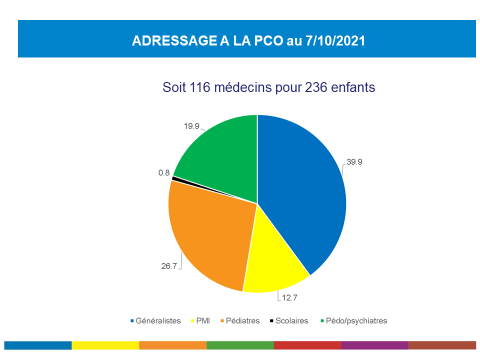 ADRESSAGE A LA PCO au 7/10/2021
Soit 116 médecins pour 236 enfants
19.9
39.9
0.8
26.7
12.7
Généralistes PMI Pédiatres Scolaires Pédo/psychiatres